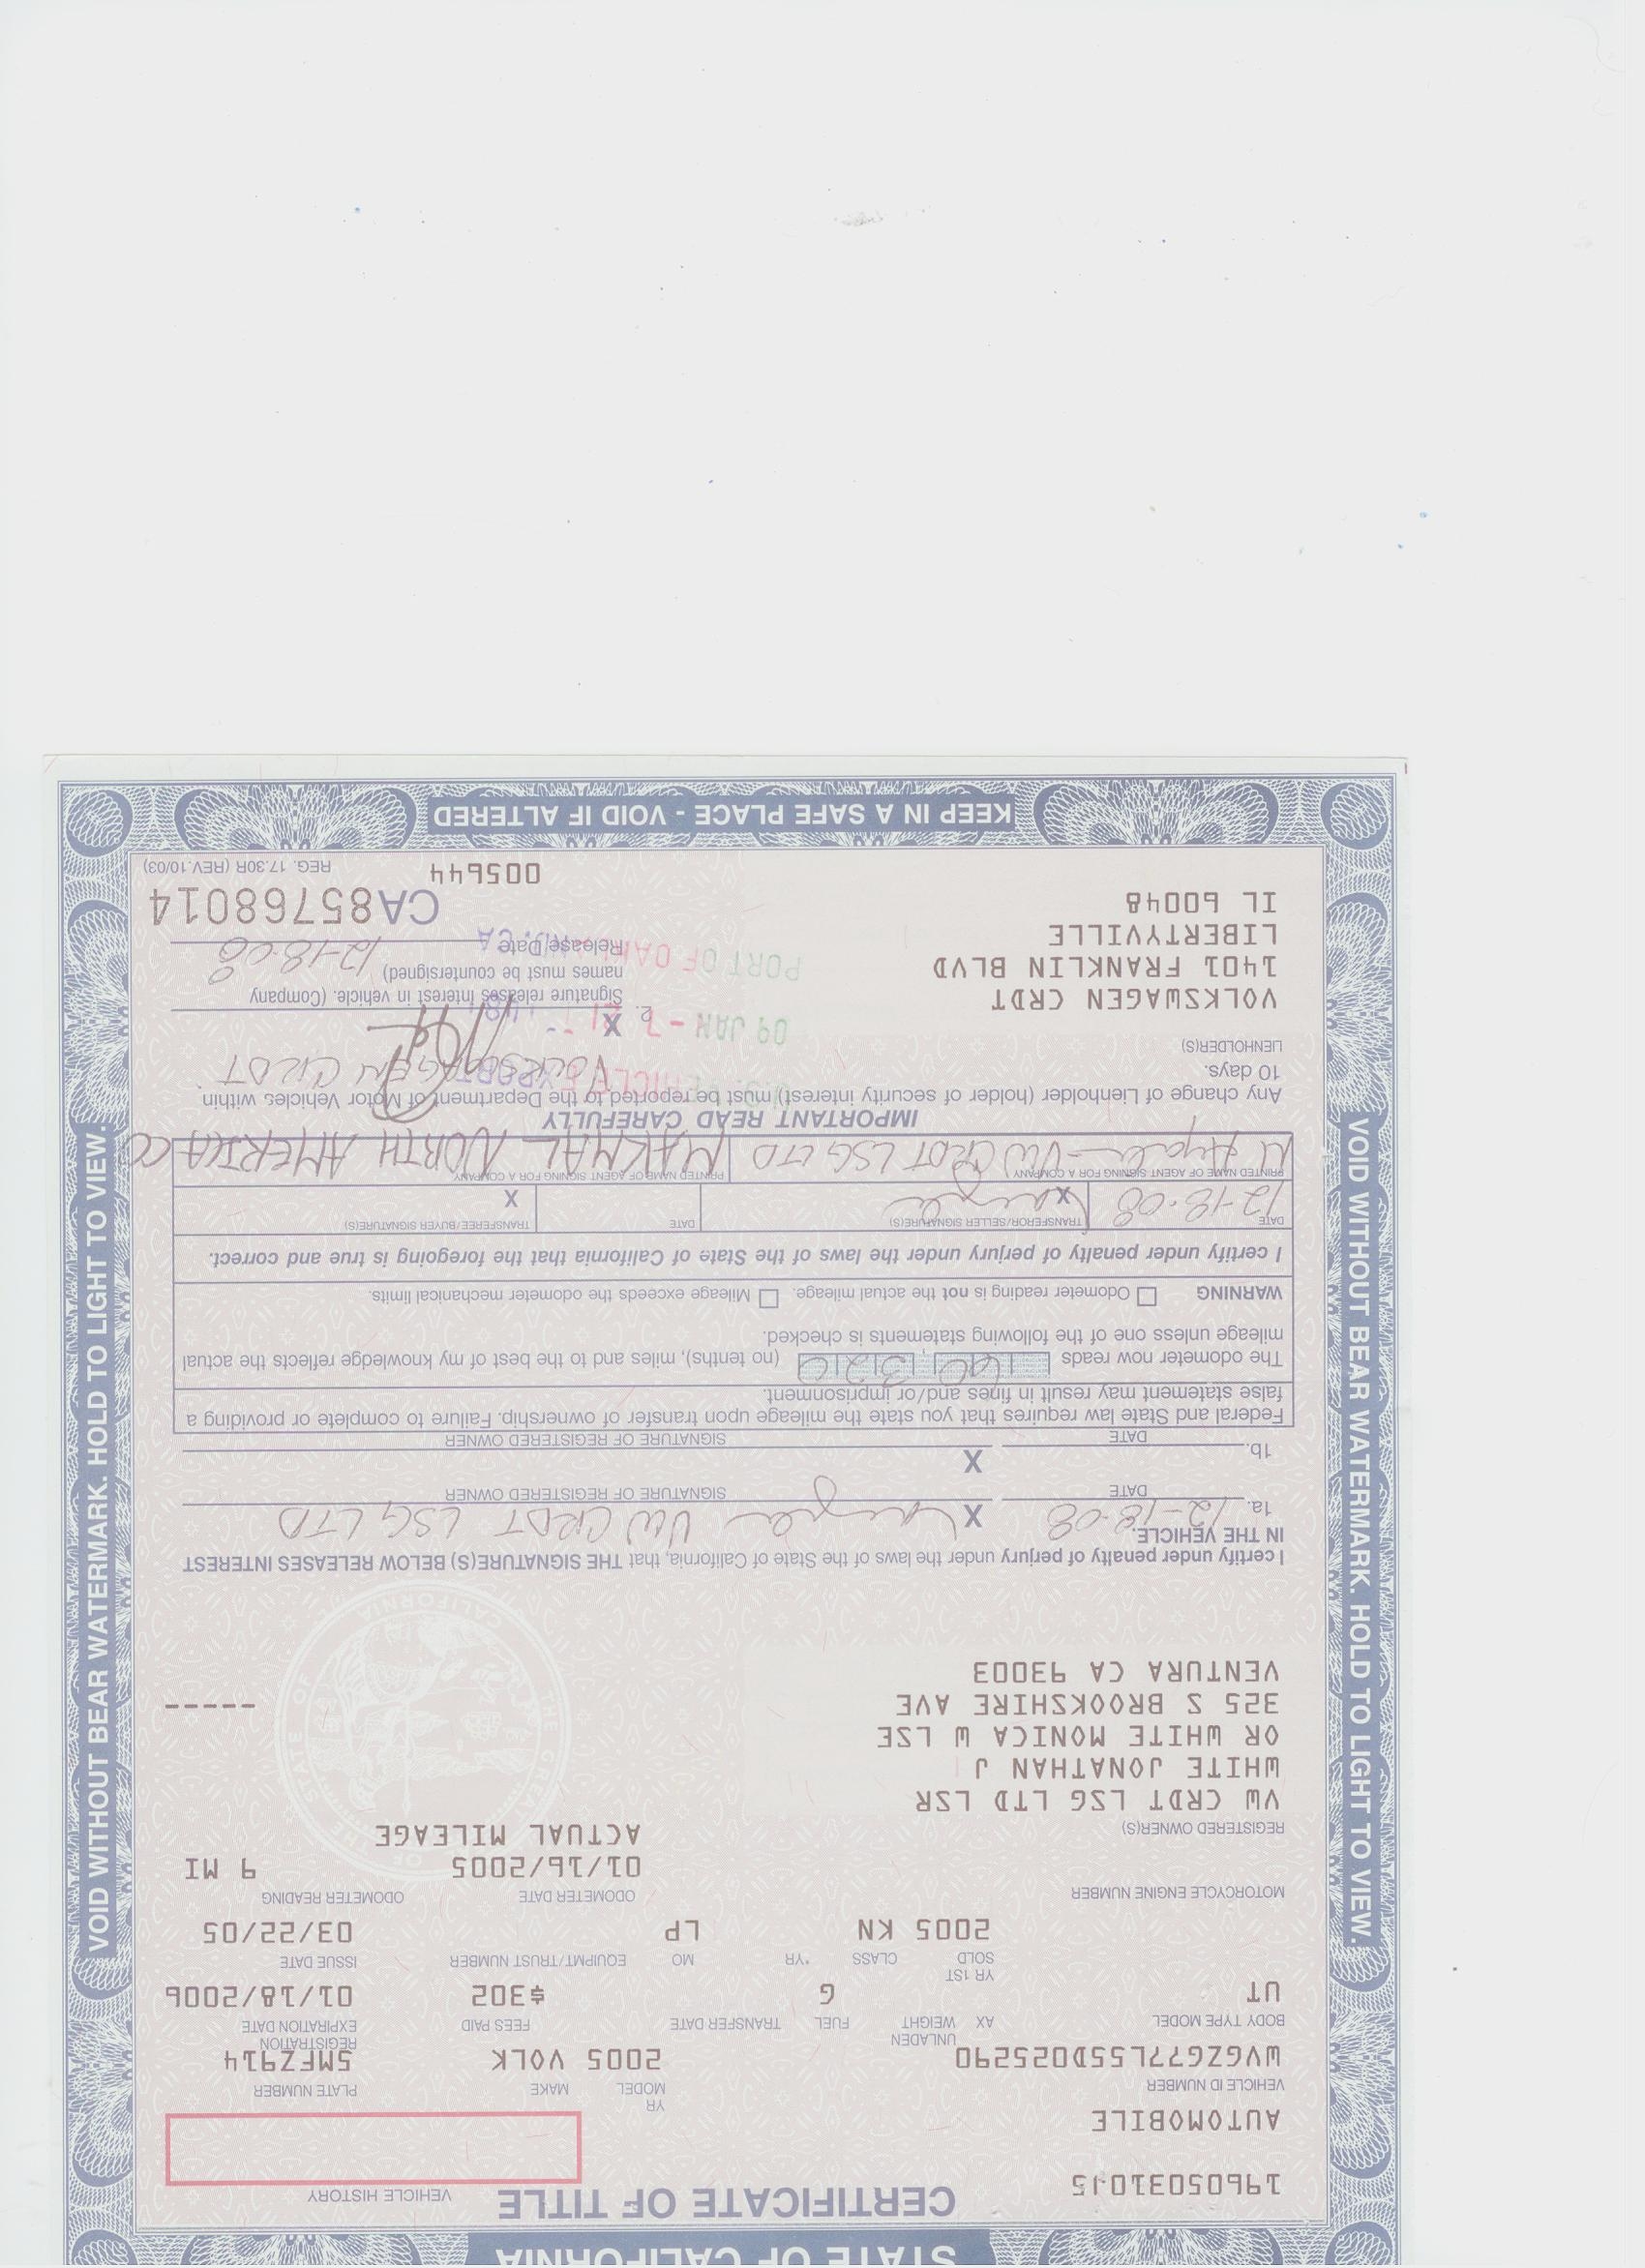 STATE OF CALIFORNIA
CERTIFICATE OF TITLE
VEHICLE HISTORY
AUTOMOBILE
VEHICLE ID NUMBER
YR MODEL
MAKE
PLATE NUMBER
WVGZG77L55D025290
2005 VOLK
5MFZ914
BODY TYPE MODEL
AX
UNLADEN WEIGHT
FUEL
TRANSFER DATE
FEES PAID
REGISTRATION EXPIRATION DATE
UT
G
$302
01/18/2006
YR 1ST SOLD
CLASS
*YR
MO
EQUIPMT/TRUST NUMBER
ISSUE DATE
2005 KN
LP
03/22/05
MOTORCYCLE ENGINE NUMBER
ODOMETER DATE
ODOMETER READING
01/16/2005
9 MI
ACTUAL MILEAGE
REGISTERED OWNER(S)
VW CRDT LSG LTD LSR
WHITE JONATHAN J
OR WHITE MONICA W LSE
325 S BROOKSHIRE AVE
VENTURA CA 93003
-----
I certify under penalty of perjury under the laws of the State of California, that THE SIGNATURE(S) BELOW RELEASES INTEREST
IN THE VEHICLE.
1a. 12-18-08 X VW CRDT LSG LTD
DATE
SIGNATURE OF REGISTERED OWNER
1b. X
DATE
SIGNATURE OF REGISTERED OWNER
Federal and State law requires that you state the mileage upon transfer of ownership. Failure to complete or providing a
false statement may result in fines and/or imprisonment.
The odometer now reads (no tenths), miles and to the best of my knowledge reflects the actual
mileage unless one of the following statements is checked.
WARNING Odometer reading is not the actual mileage. Mileage exceeds the odometer mechanical limits.
I certify under penalty of perjury under the laws of the State of California that the foregoing is true and correct.
DATE
TRANSFEROR/SELLER SIGNATURE(S)
DATE
TRANSFEREE/BUYER SIGNATURE(S)
12-18-08 X
X
PRINTED NAME OF AGENT SIGNING FOR A COMPANY
PRINTED NAME OF AGENT SIGNING FOR A COMPANY
VW CRDT LSG LTD
MAKMAL NORTH AMERICA CO
IMPORTANT READ CAREFULLY
Any change of Lienholder (holder of security interest) must be reported to the Department of Motor Vehicles within
10 days.
LIENHOLDER(S)
VOLKSWAGEN CRDT
VEHICLE EXPORT
09 JAN -7
PORT OF OAKLAND, CA
VOLKSWAGEN CRDT
1401 FRANKLIN BLVD
LIBERTYVILLE
IL 60048
2. X
Signature releases interest in vehicle. (Company
names must be countersigned)
Release Date 12-18-08
CA85768014
005644
REG. 17.30R (REV.10/03)
KEEP IN A SAFE PLACE - VOID IF ALTERED
VOID WITHOUT BEAR WATERMARK. HOLD TO LIGHT TO VIEW.
VOID WITHOUT BEAR WATERMARK. HOLD TO LIGHT TO VIEW.